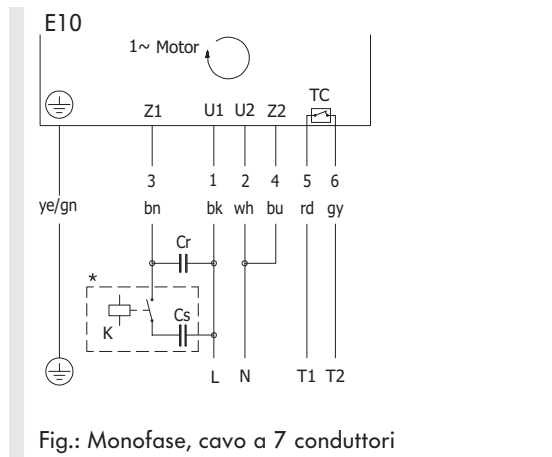 E10
1~ Motor
TC
Z1 U1 U2 Z2
3 1 2 4 5 6
ye/gn bn bk wh bu rd gy
Cr
*
Cs
K
L N T1 T2
Fig.: Monofase, cavo a 7 conduttori